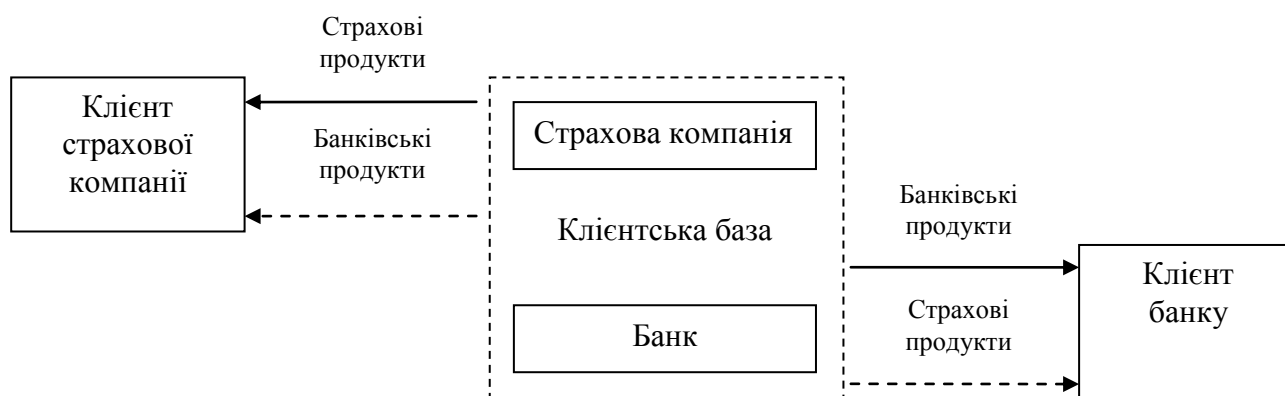 Страхові
продукти
Клієнт
страхової
компанії
Банківські
продукти
Страхова компанія
Клієнтська база
Банк
Банківські
продукти
Страхові
продукти
Клієнт
банку